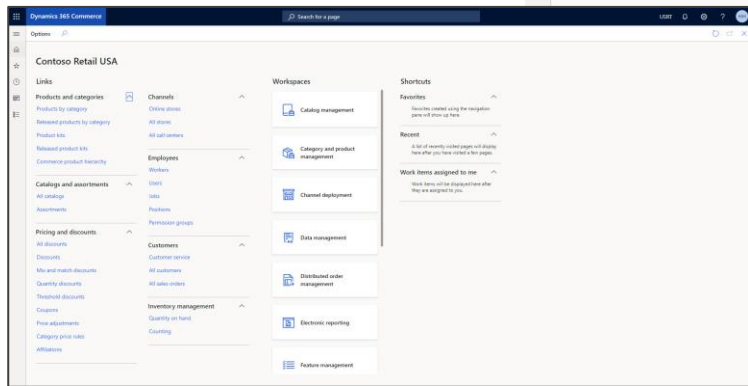 Dynamics 365 Commerce
Search for a page
USRT
?
Options
Contoso Retail USA
Links
Products and categories
Products by category
Released products by category
Product kits
Released product kits
Commerce product hierarchy
Catalogs and assortments
All catalogs
Assortments
Pricing and discounts
All discounts
Discounts
Mix and match discounts
Quantity discounts
Threshold discounts
Coupons
Price adjustments
Category price rules
Affiliations
Channels
Online stores
All stores
All call centers
Employees
Workers
Users
Jobs
Positions
Permission groups
Customers
Customer service
All customers
All sales orders
Inventory management
Quantity on hand
Counting
Workspaces
Catalog management
Category and product
management
Channel deployment
Data management
Distributed order
management
Electronic reporting
Feature management
Shortcuts
Favorites
Favorites created using the navigation
pane will show up here.
Recent
A list of recently visited pages will display
here after you have visited a few pages.
Work items assigned to me
Work items will be displayed here after
they are assigned to you.